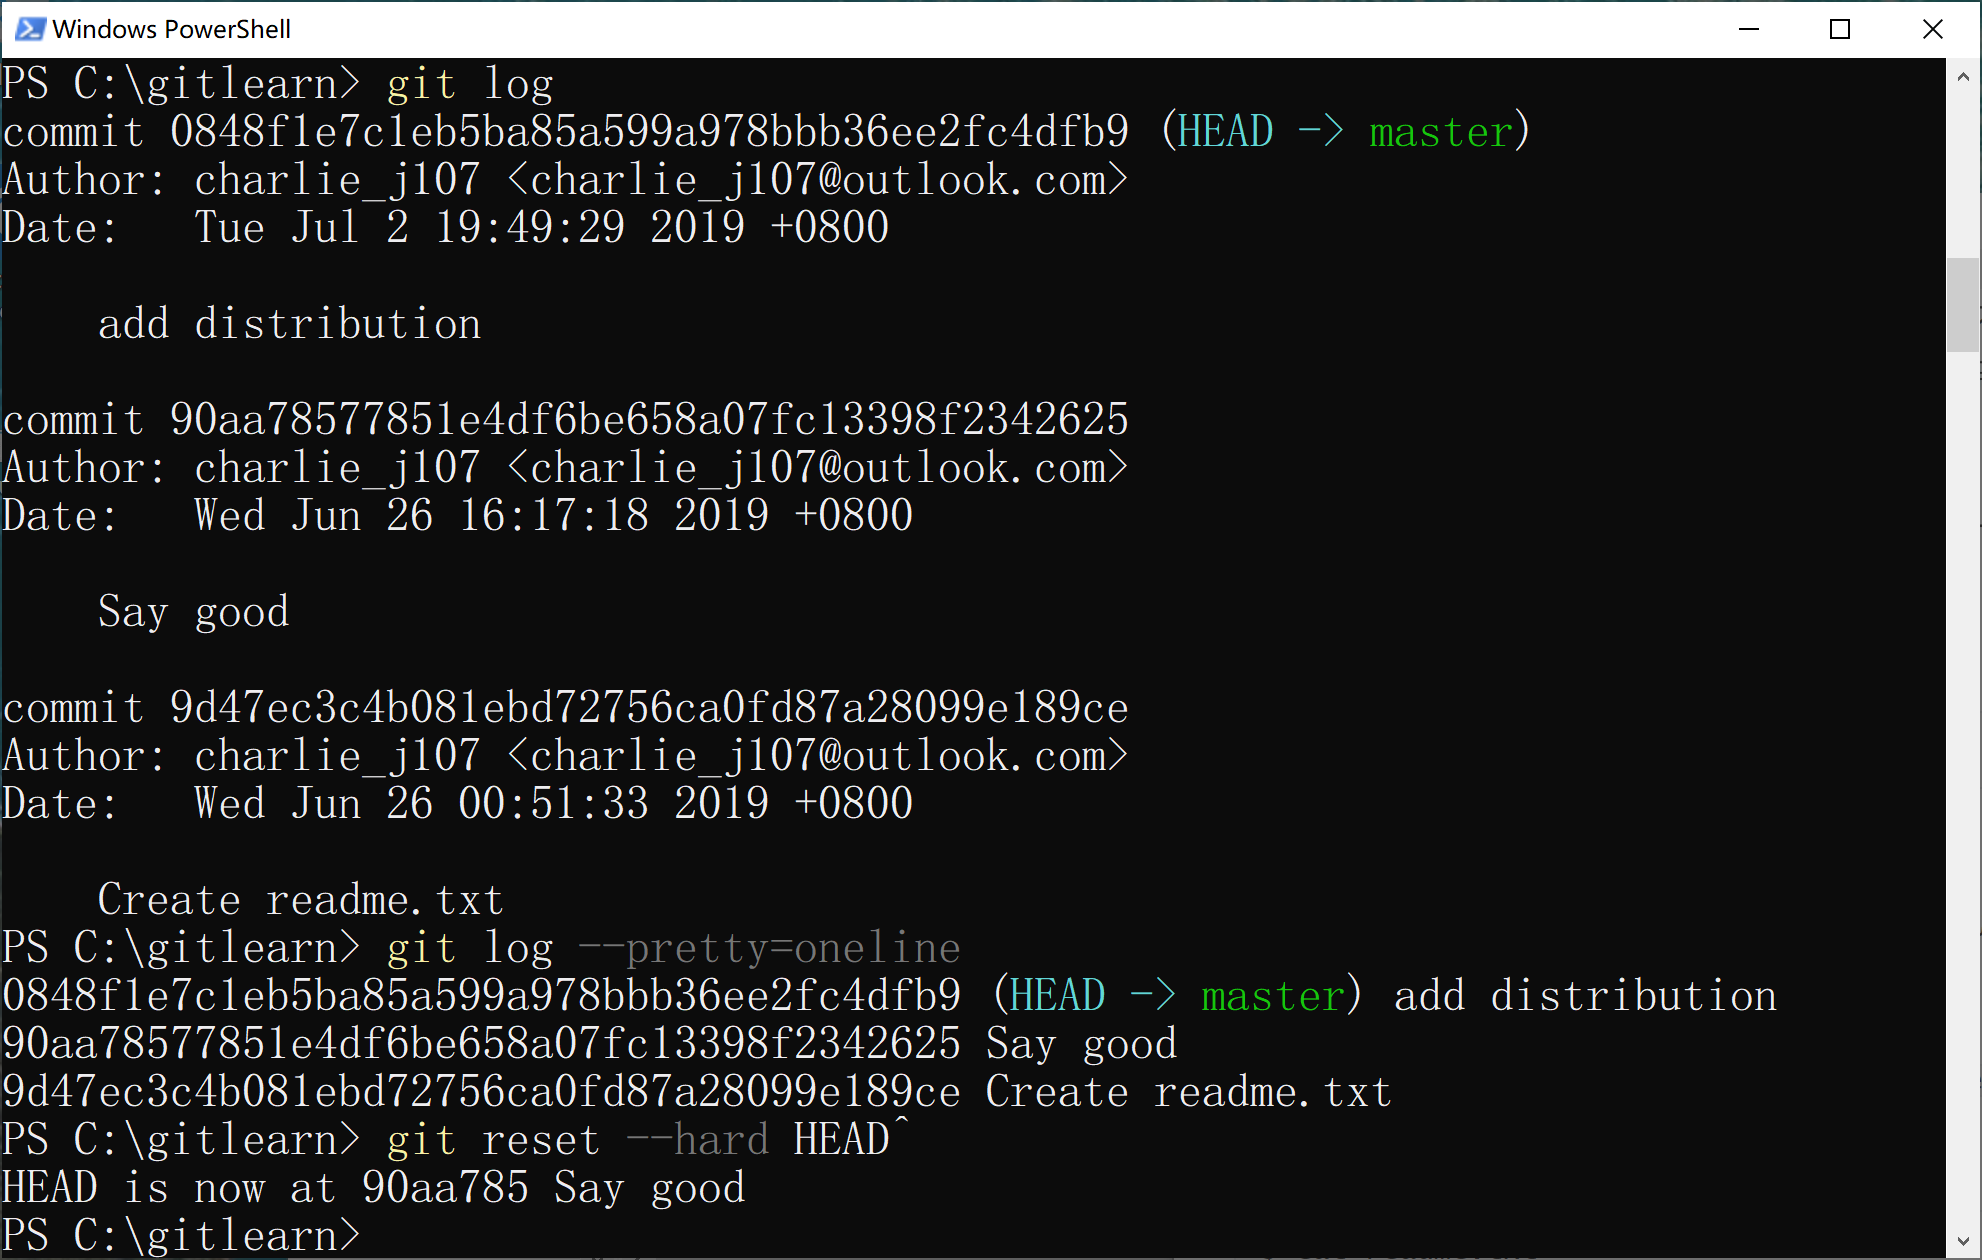 Windows PowerShell
PS C:\gitlearn> git log
commit 0848f1e7c1eb5ba85a599a978bbb36ee2fc4dfb9 (HEAD -> master)
Author: charlie_j107 <charlie_j107@outlook.com>
Date:   Tue Jul 2 19:49:29 2019 +0800
    add distribution
commit 90aa78577851e4df6be658a07fc13398f2342625
Author: charlie_j107 <charlie_j107@outlook.com>
Date:   Wed Jun 26 16:17:18 2019 +0800
    Say good
commit 9d47ec3c4b081ebd72756ca0fd87a28099e189ce
Author: charlie_j107 <charlie_j107@outlook.com>
Date:   Wed Jun 26 00:51:33 2019 +0800
    Create readme.txt
PS C:\gitlearn> git log --pretty=oneline
0848f1e7c1eb5ba85a599a978bbb36ee2fc4dfb9 (HEAD -> master) add distribution
90aa78577851e4df6be658a07fc13398f2342625 Say good
9d47ec3c4b081ebd72756ca0fd87a28099e189ce Create readme.txt
PS C:\gitlearn> git reset --hard HEAD^
HEAD is now at 90aa785 Say good
PS C:\gitlearn>